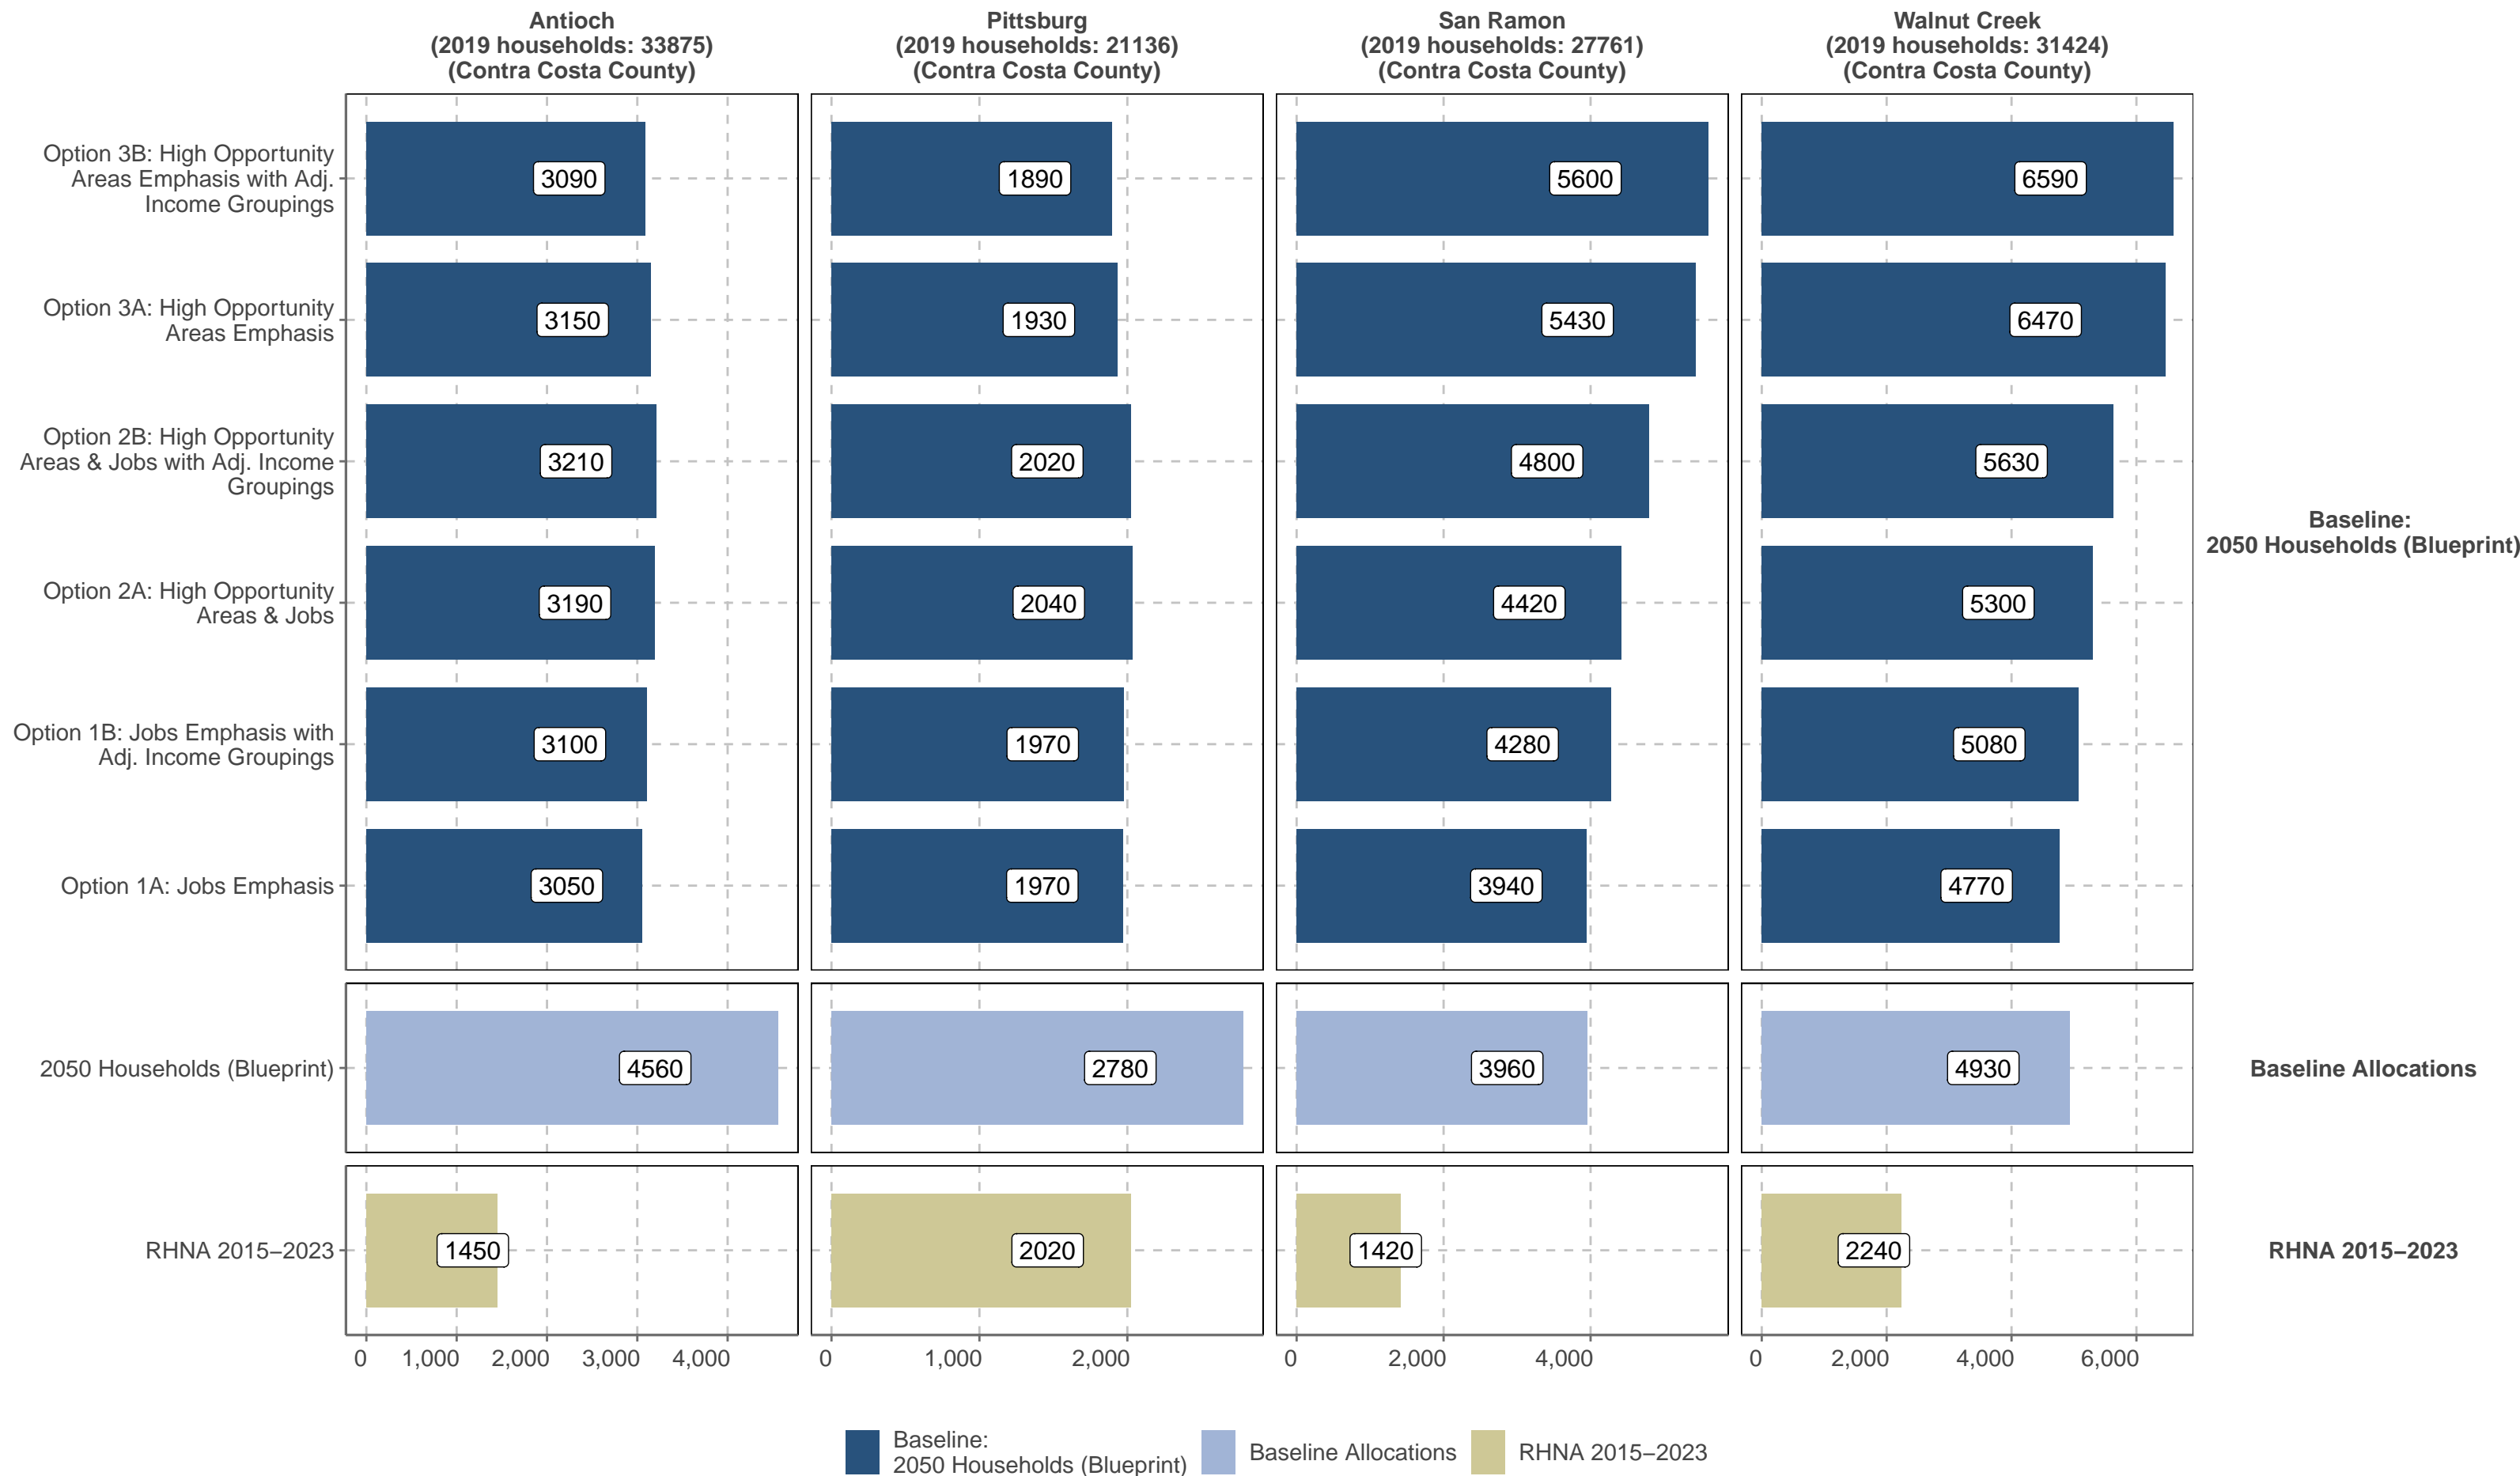 Antioch
(2019 households: 33875)
(Contra Costa County)
Pittsburg
(2019 households: 21136)
(Contra Costa County)
San Ramon
(2019 households: 27761)
(Contra Costa County)
Walnut Creek
(2019 households: 31424)
(Contra Costa County)
Option 3B: High Opportunity
Areas Emphasis with Adj.
Income Groupings
3090
1890
5600
6590
Option 3A: High Opportunity
Areas Emphasis
3150
1930
5430
6470
Option 2B: High Opportunity
Areas & Jobs with Adj. Income
Groupings
3210
2020
4800
5630
Baseline:
2050 Households (Blueprint)
Option 2A: High Opportunity
Areas & Jobs
3190
2040
4420
5300
Option 1B: Jobs Emphasis with
Adj. Income Groupings
3100
1970
4280
5080
Option 1A: Jobs Emphasis
3050
1970
3940
4770
2050 Households (Blueprint)
4560
2780
3960
4930
Baseline Allocations
RHNA 2015−2023
1450
2020
1420
2240
RHNA 2015−2023
0 1,000 2,000 3,000 4,000
0 1,000 2,000
0 2,000 4,000
0 2,000 4,000 6,000
Baseline:
2050 Households (Blueprint)
Baseline Allocations
RHNA 2015−2023